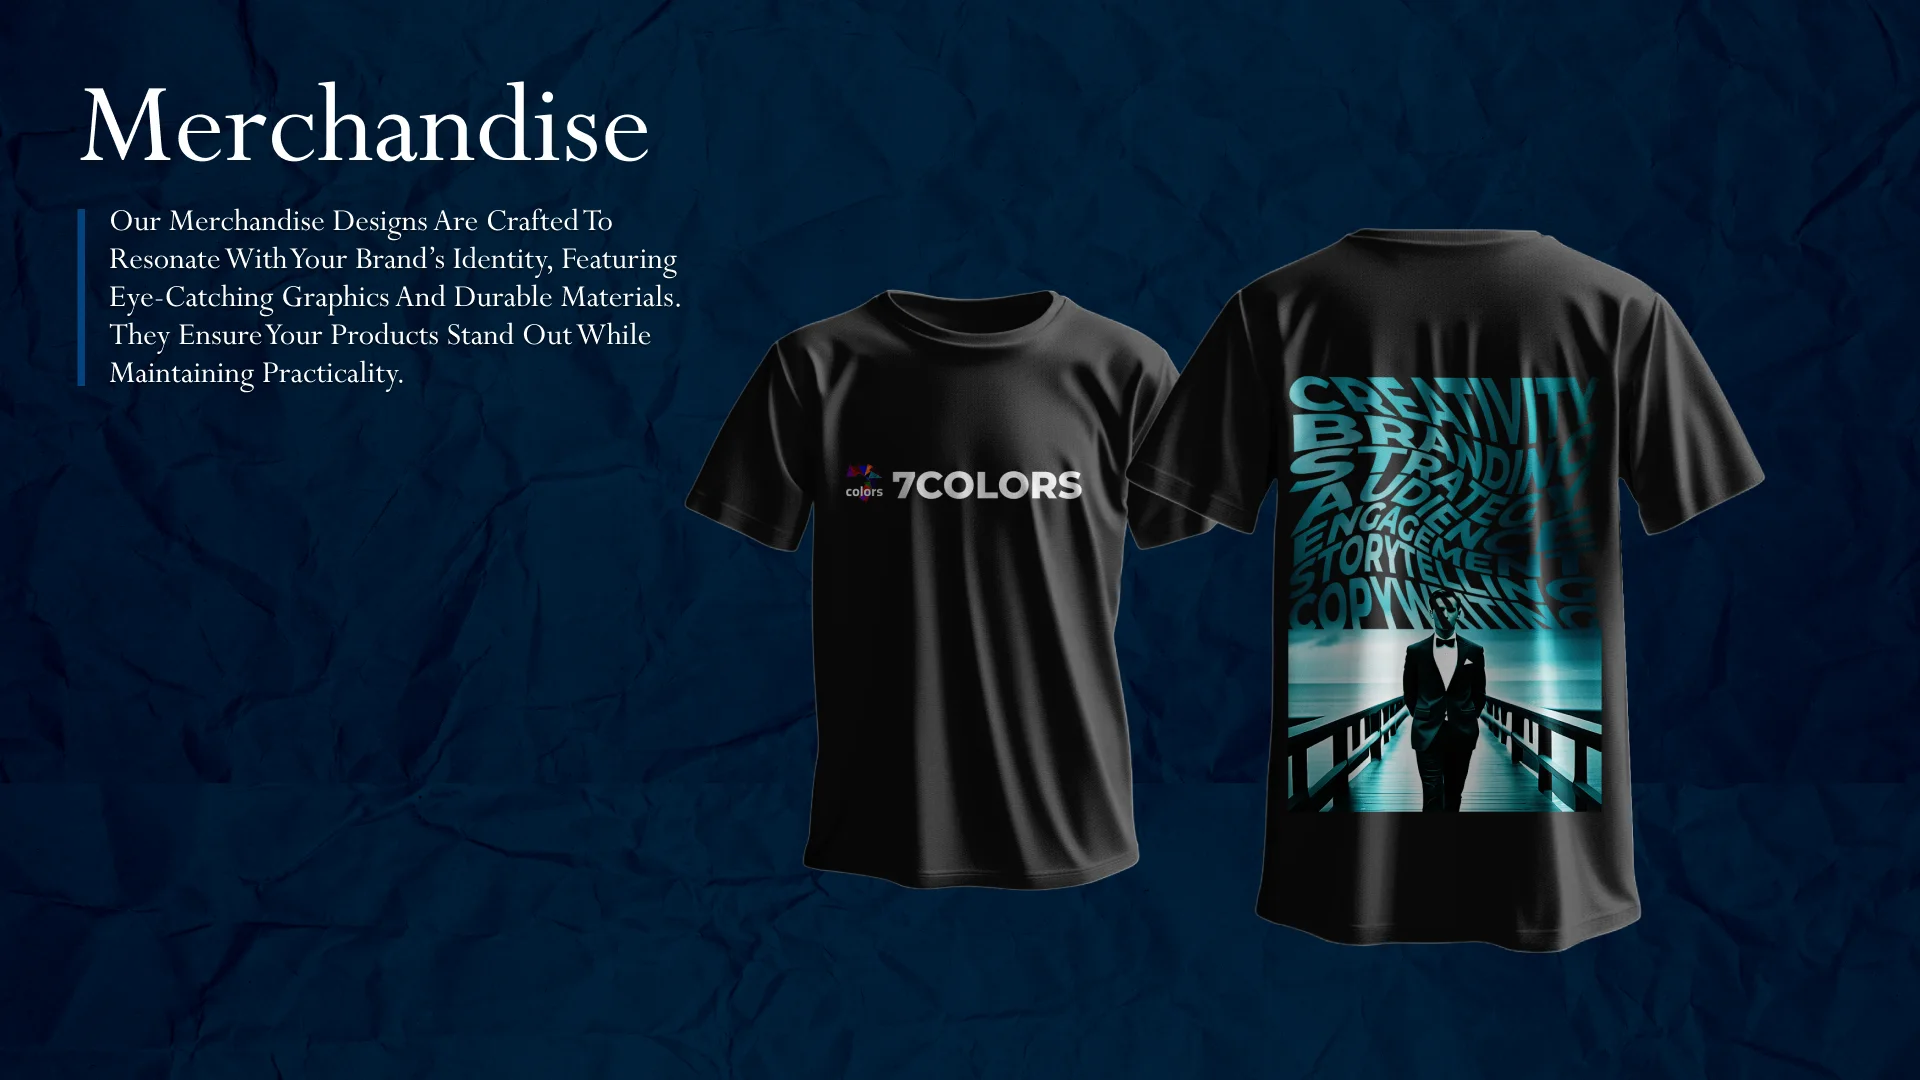 Merchandise
Our Merchandise Designs Are Crafted To
Resonate With Your Brand’s Identity, Featuring
Eye-Catching Graphics And Durable Materials.
They Ensure Your Products Stand Out While
Maintaining Practicality.
colors 7COLORS
CREATIVITY
BRANDING
STRATEGY
AUDIENCE
ENGAGEMENT
STORYTELLING
COPYWRITING